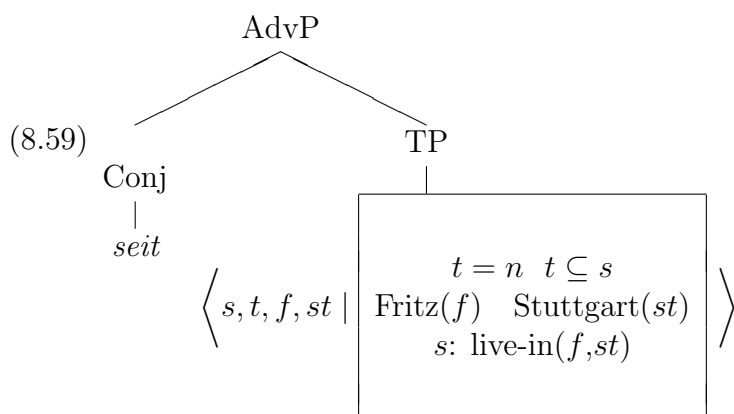 AdvP
(8.59)
TP
Conj
seit
t = n t ⊆ s
⟨ s, t, f, st | Fritz(f) Stuttgart(st) ⟩
s: live-in(f,st)